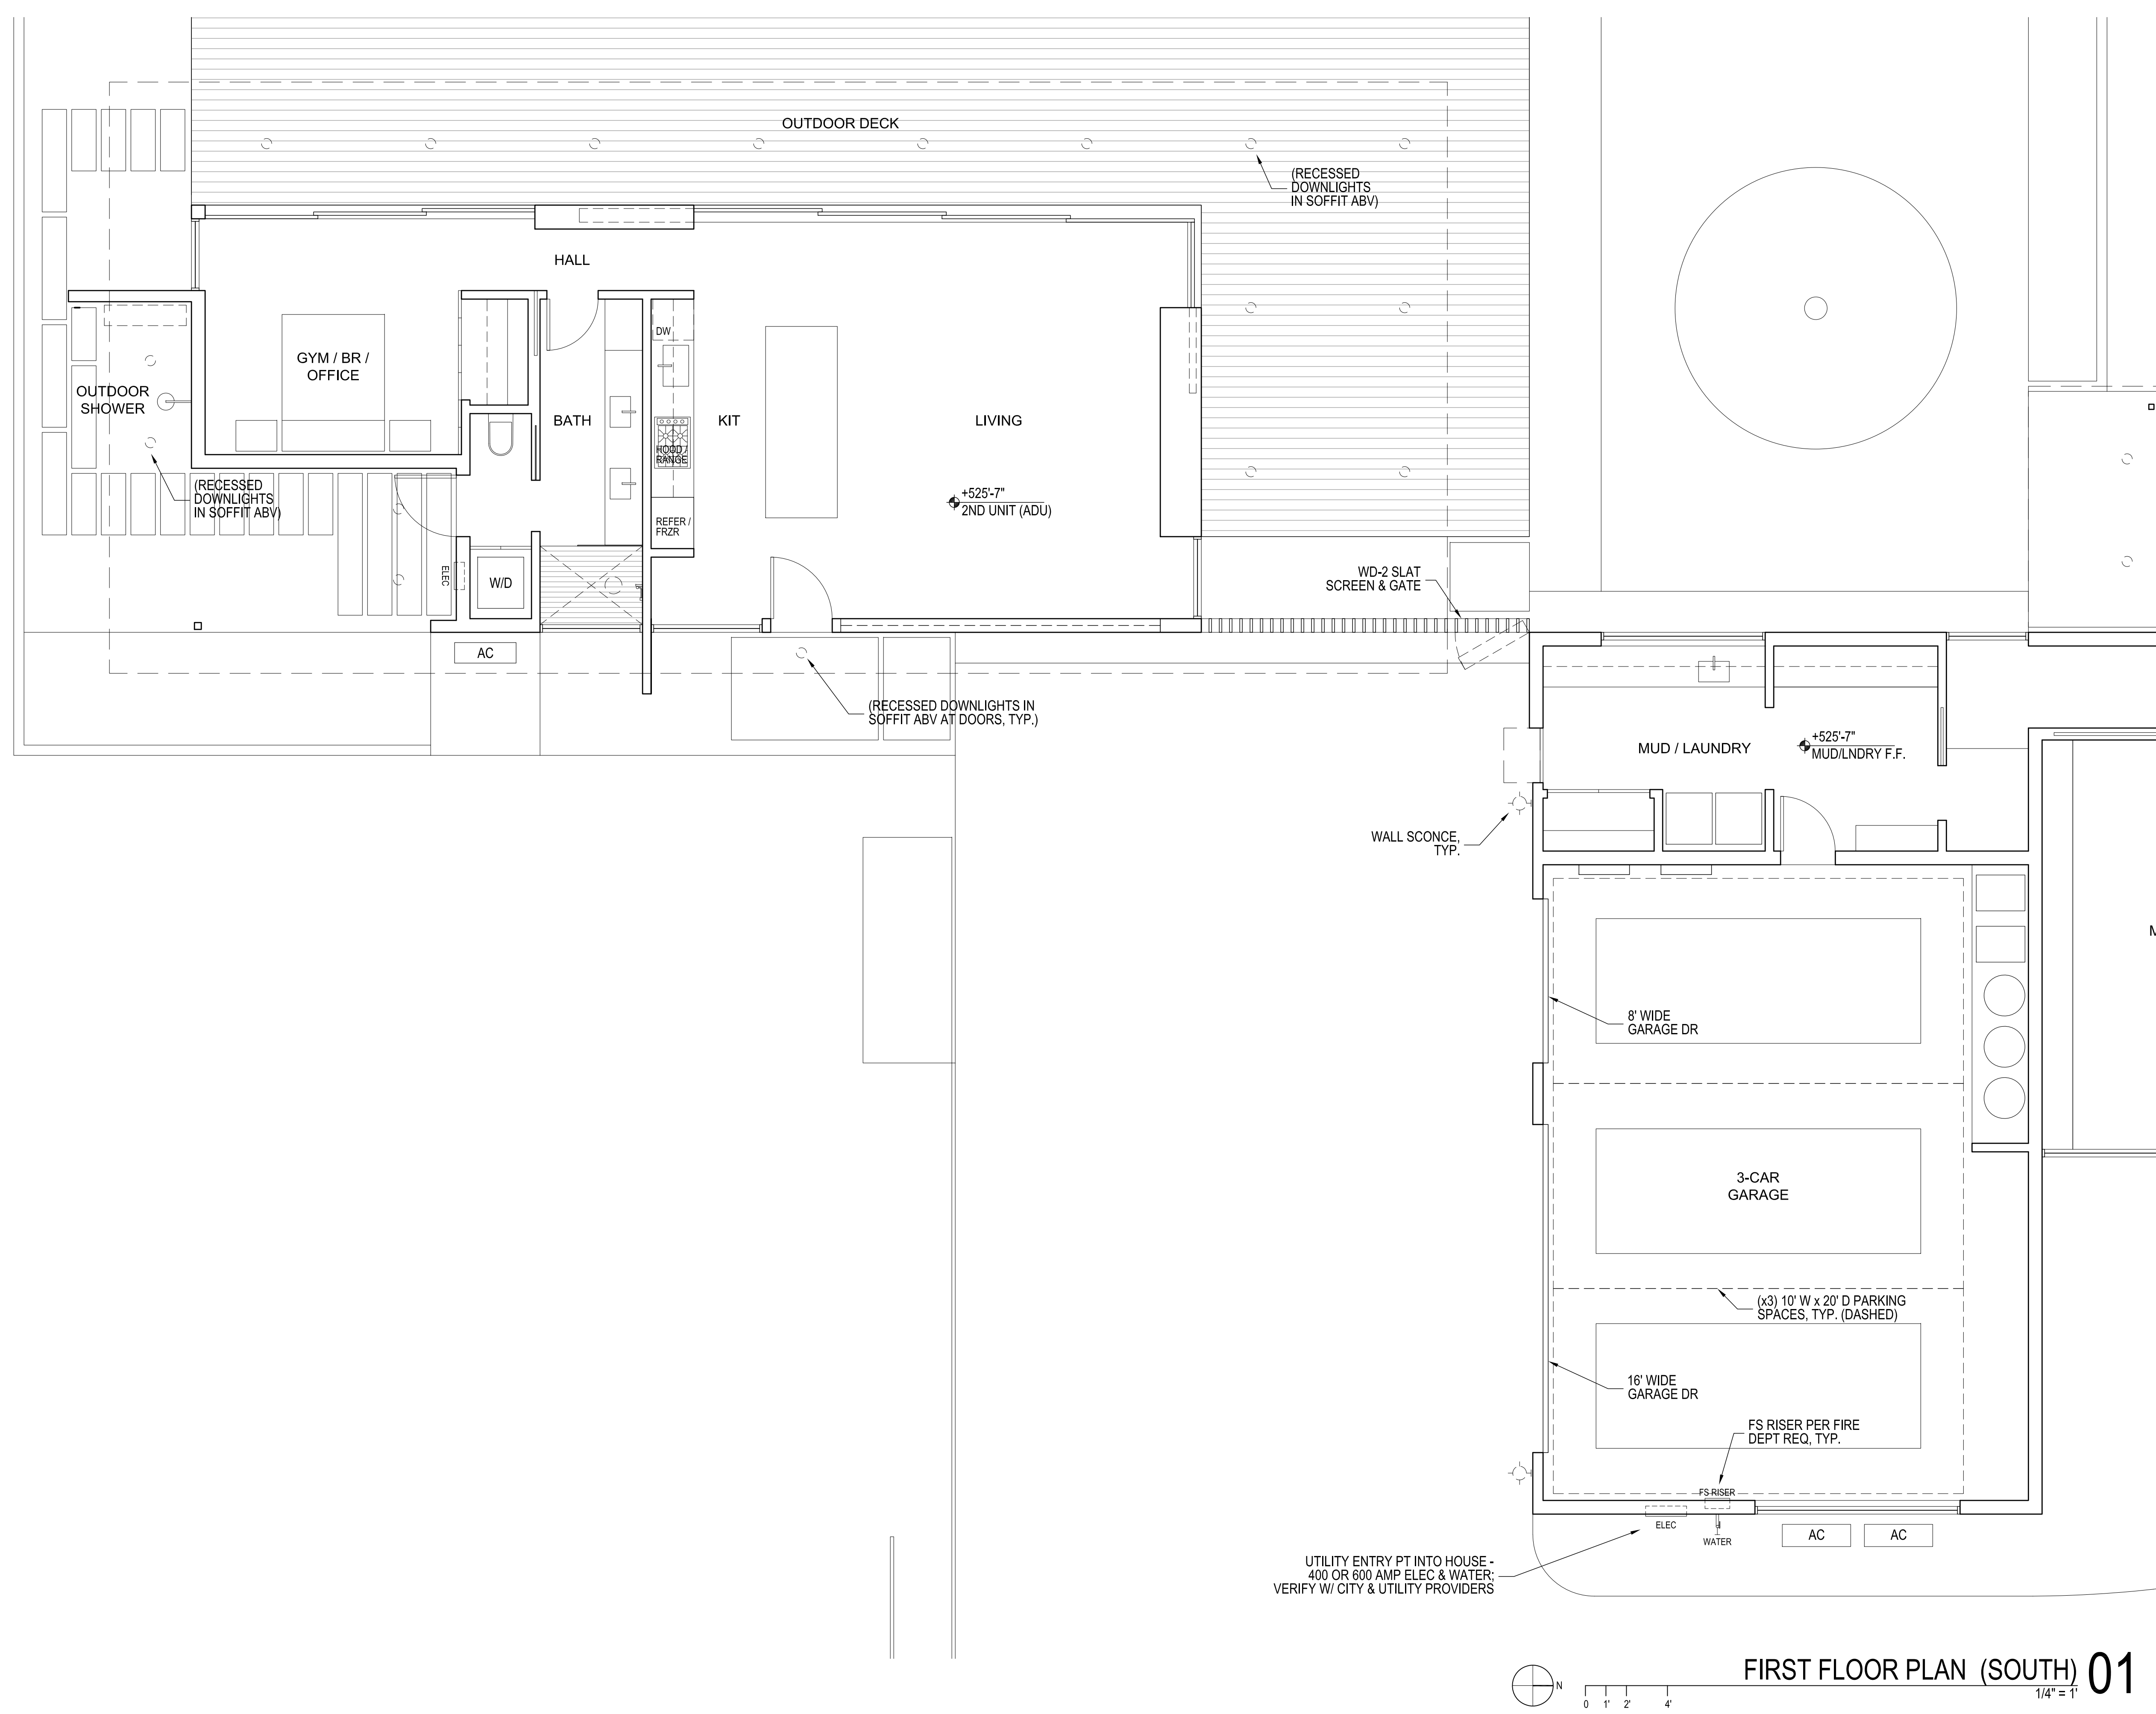 OUTDOOR DECK
(RECESSED
DOWNLIGHTS
IN SOFFIT ABV)
HALL
DW
GYM / BR /
OFFICE
OUTDOOR
SHOWER
BATH
KIT
LIVING
HOOD /
RANGE
(RECESSED
DOWNLIGHTS
IN SOFFIT ABV)
+525'-7"
2ND UNIT (ADU)
REFER /
FRZR
ELEC
W/D
WD-2 SLAT
SCREEN & GATE
AC
(RECESSED DOWNLIGHTS IN
SOFFIT ABV AT DOORS, TYP.)
MUD / LAUNDRY
+525'-7"
MUD/LNDRY F.F.
WALL SCONCE,
TYP.
M
8' WIDE
GARAGE DR
3-CAR
GARAGE
(x3) 10' W x 20' D PARKING
SPACES, TYP. (DASHED)
16' WIDE
GARAGE DR
FS RISER PER FIRE
DEPT REQ, TYP.
FS RISER
ELEC
WATER
AC
AC
UTILITY ENTRY PT INTO HOUSE -
400 OR 600 AMP ELEC & WATER;
VERIFY W/ CITY & UTILITY PROVIDERS
N
0 1' 2' 4'
FIRST FLOOR PLAN (SOUTH) 01
1/4" = 1'